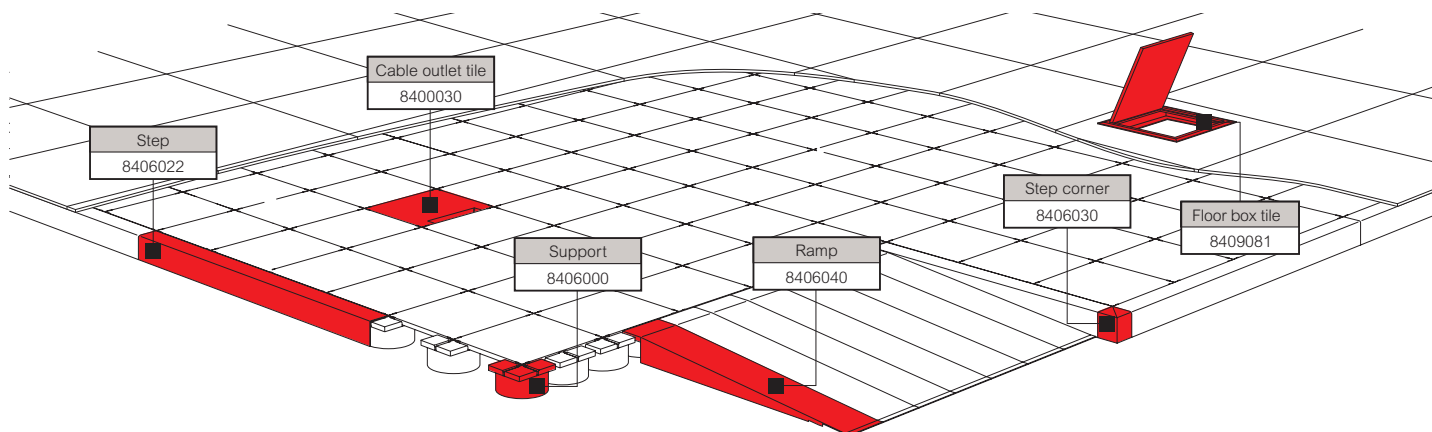 Cable outlet tile
8400030
Step
8406022
Step corner
8406030
Floor box tile
8409081
Support
8406000
Ramp
8406040